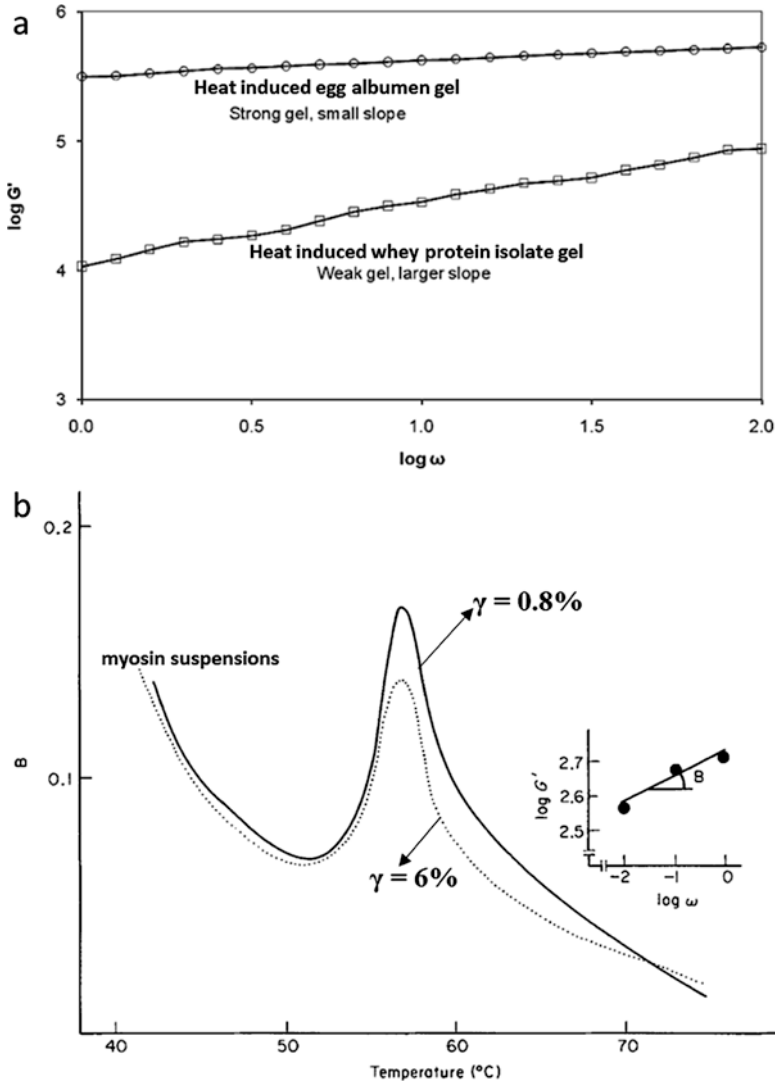 a
6
5
4
3
log G'
Heat induced egg albumen gel
Strong gel, small slope
Heat induced whey protein isolate gel
Weak gel, larger slope
0.0
0.5
1.0
1.5
2.0
log ω
b
0.2
0.1
B
myosin suspensions
γ = 0.8%
γ = 6%
2.7
2.6
2.5
log G'
B
-2
-1
0
log ω
40
50
60
70
Temperature (°C)